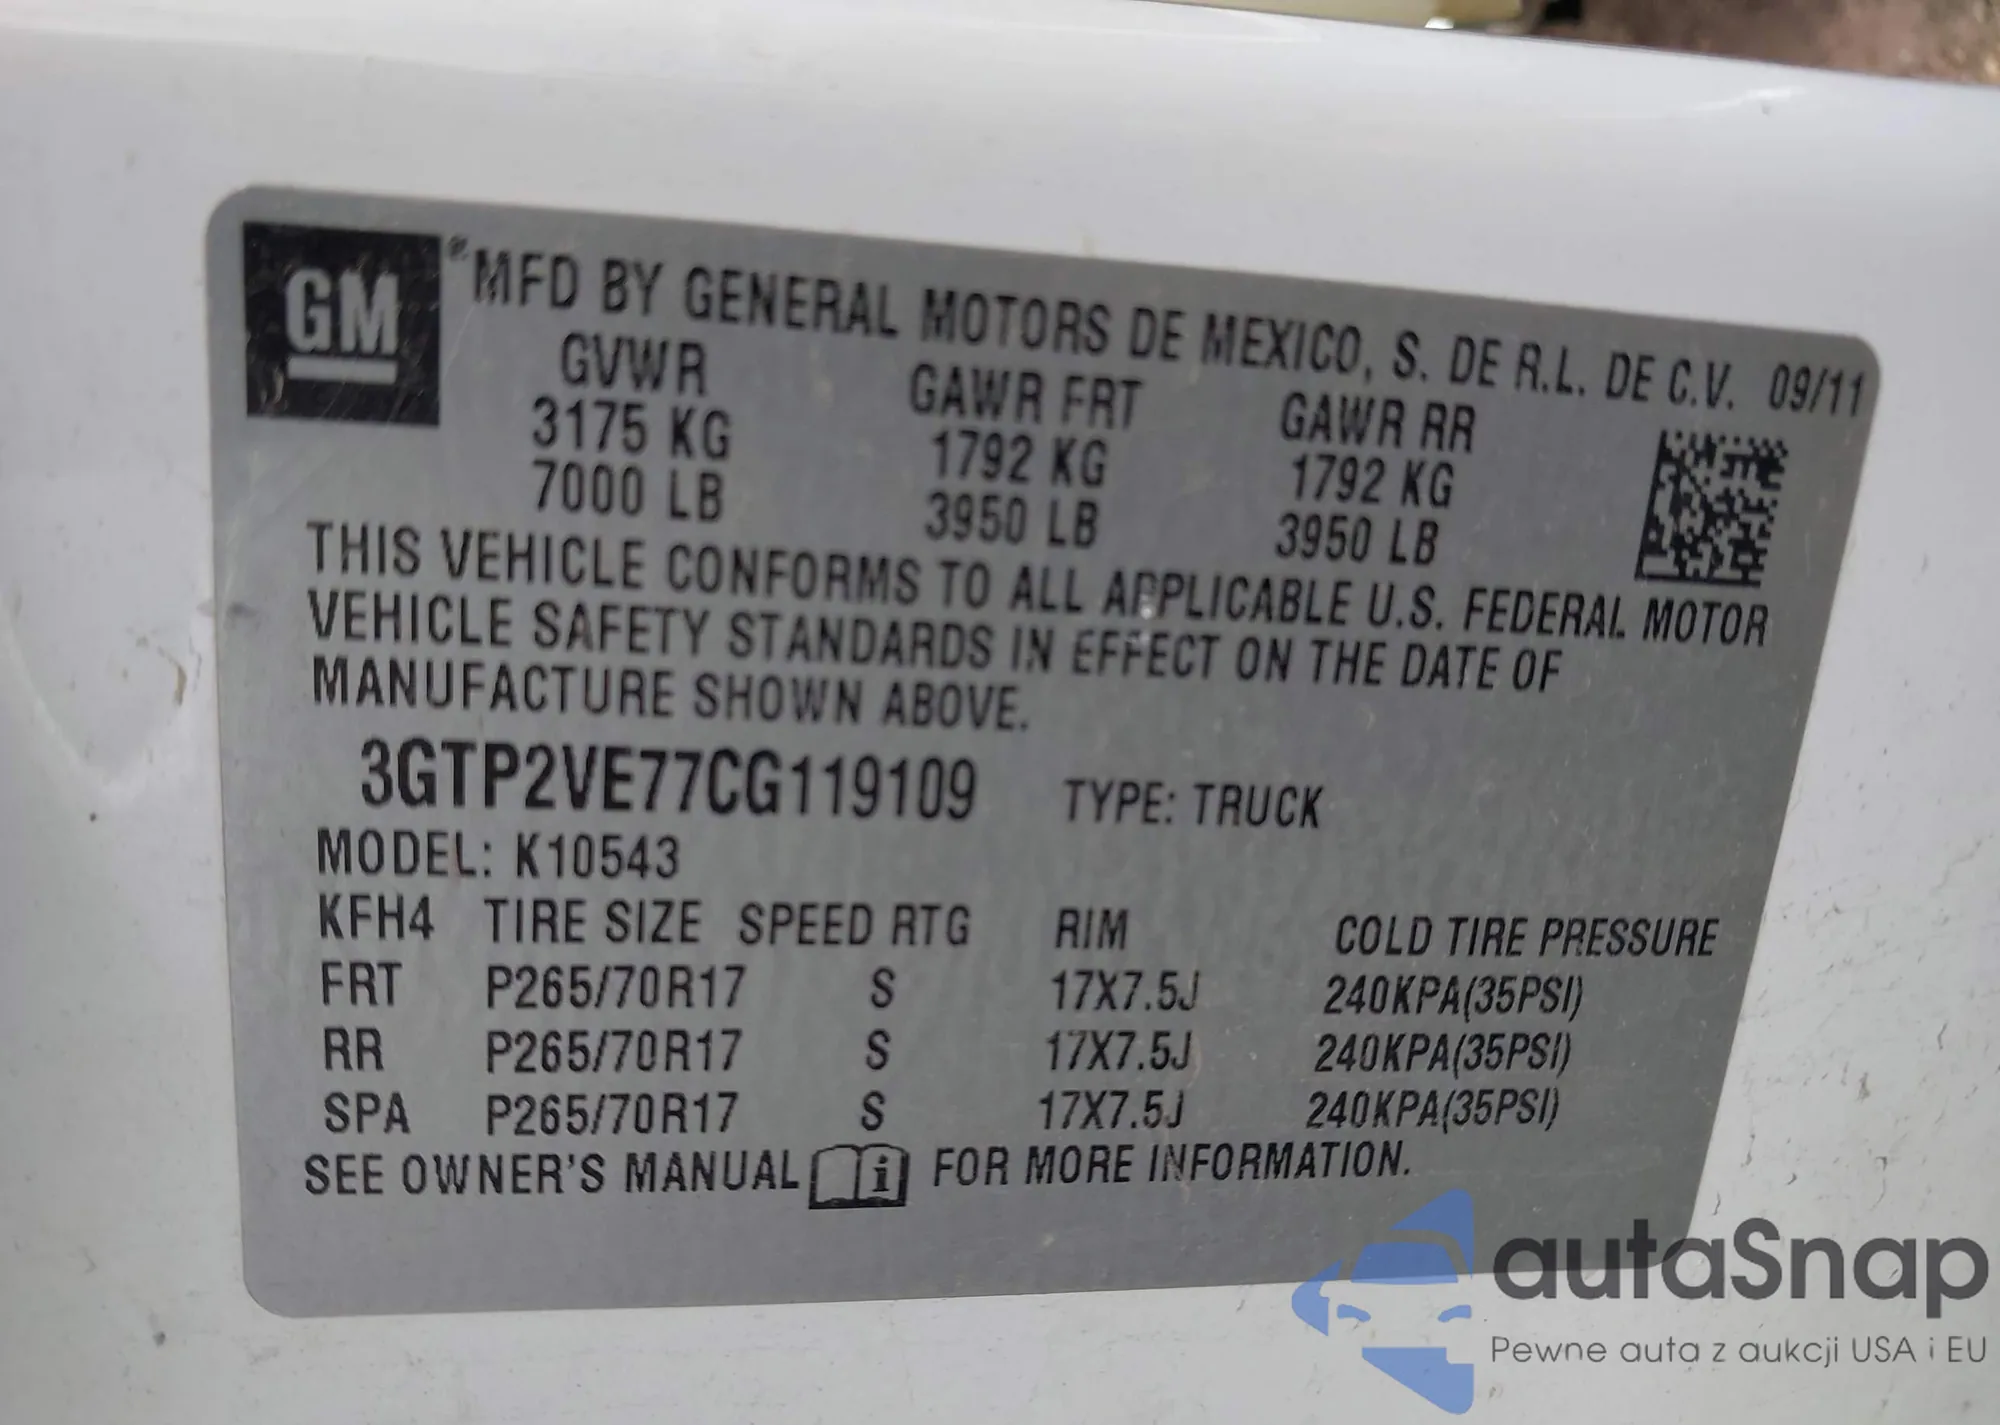 GM
® MFD BY GENERAL MOTORS DE MEXICO, S. DE R.L. DE C.V. 09/11
GVWR GAWR FRT GAWR RR
3175 KG 1792 KG 1792 KG
7000 LB 3950 LB 3950 LB
THIS VEHICLE CONFORMS TO ALL APPLICABLE U.S. FEDERAL MOTOR
VEHICLE SAFETY STANDARDS IN EFFECT ON THE DATE OF
MANUFACTURE SHOWN ABOVE.
3GTP2VE77CG119109 TYPE: TRUCK
MODEL: K10543
KFH4 TIRE SIZE SPEED RTG RIM COLD TIRE PRESSURE
FRT P265/70R17 S 17X7.5J 240KPA(35PSI)
RR P265/70R17 S 17X7.5J 240KPA(35PSI)
SPA P265/70R17 S 17X7.5J 240KPA(35PSI)
SEE OWNER'S MANUAL i FOR MORE INFORMATION.
autaSnap
Pewne auta z aukcji USA i EU